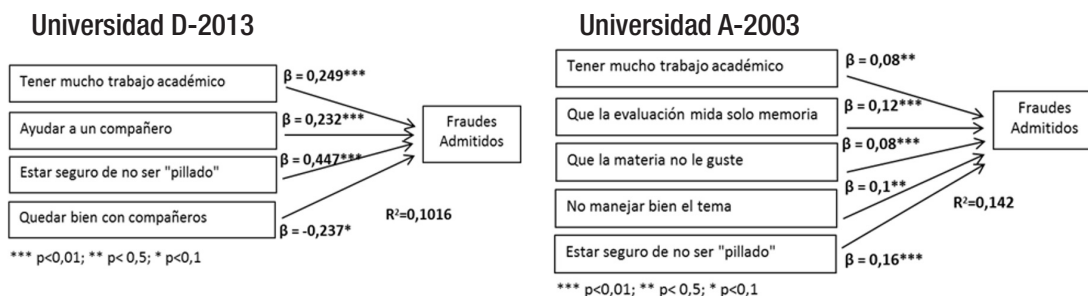 Universidad D-2013
Tener mucho trabajo académico
β = 0,249***
Ayudar a un compañero
β = 0,232***
Estar seguro de no ser "pillado"
β = 0,447***
Quedar bien con compañeros
β = -0,237*
Fraudes
Admitidos
R²=0,1016
*** p<0,01; ** p< 0,5; * p<0,1
Universidad A-2003
Tener mucho trabajo académico
β = 0,08**
Que la evaluación mida solo memoria
β = 0,12***
Que la materia no le guste
β = 0,08***
No manejar bien el tema
β = 0,1**
Estar seguro de no ser "pillado"
β = 0,16***
Fraudes
Admitidos
R²=0,142
*** p<0,01; ** p< 0,5; * p<0,1